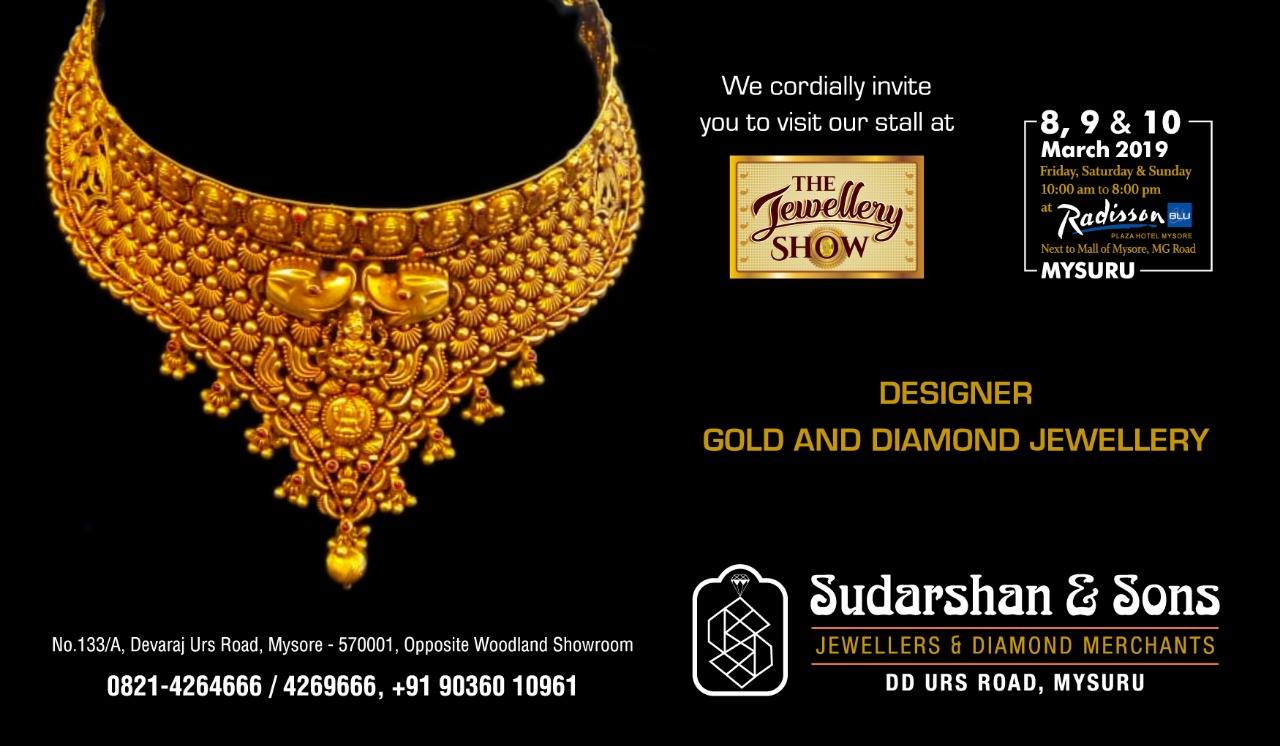 We cordially invite
you to visit our stall at
THE
Jewellery
SHOW
8, 9 & 10
March 2019
Friday, Saturday & Sunday
10:00 am to 8:00 pm
at Radisson BLU
PLAZA HOTEL MYSORE
Next to Mall of Mysore, MG Road
MYSURU
DESIGNER
GOLD AND DIAMOND JEWELLERY
Sudarshan & Sons
JEWELLERS & DIAMOND MERCHANTS
DD URS ROAD, MYSURU
No.133/A, Devaraj Urs Road, Mysore - 570001, Opposite Woodland Showroom
0821-4264666 / 4269666, +91 90360 10961